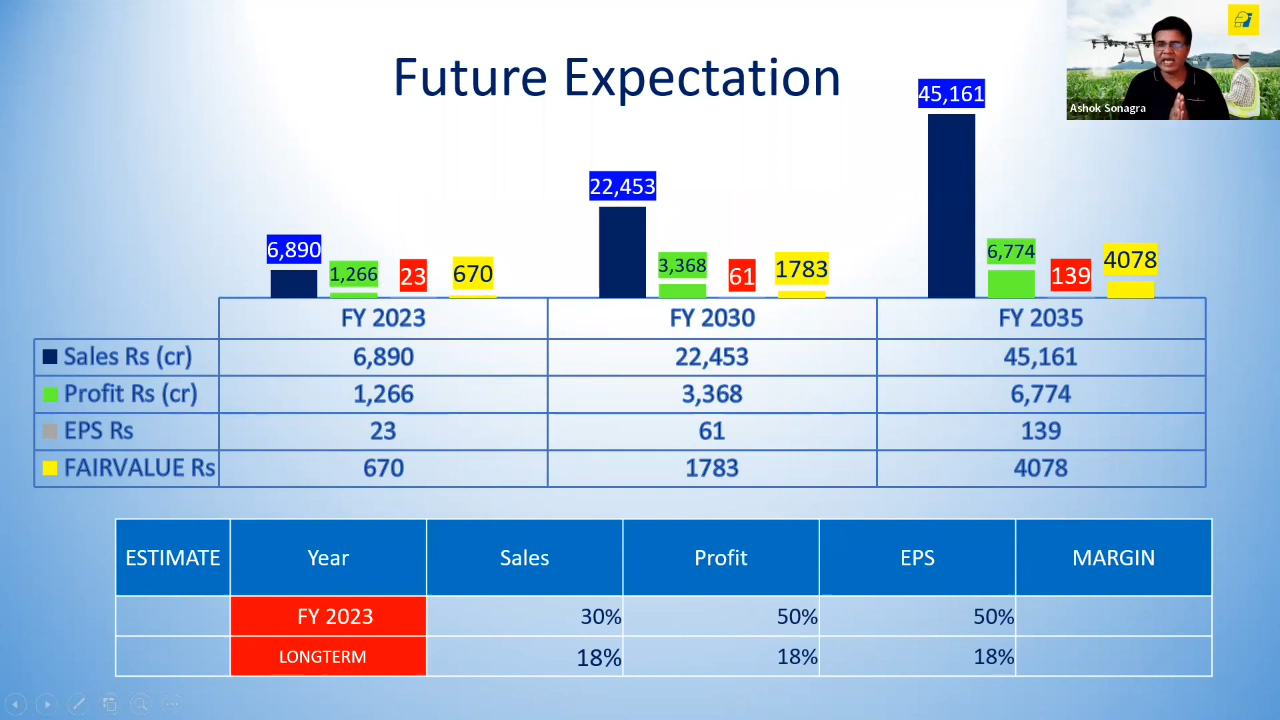 Future Expectation
Ashok Sonagra
45,161
22,453
6,890
1,266
23
670
3,368
61
1783
6,774
139
4078
FY 2023 FY 2030 FY 2035
Sales Rs (cr) 6,890 22,453 45,161
Profit Rs (cr) 1,266 3,368 6,774
EPS Rs 23 61 139
FAIRVALUE Rs 670 1783 4078
ESTIMATE Year Sales Profit EPS MARGIN
FY 2023 30% 50% 50%
LONGTERM 18% 18% 18%